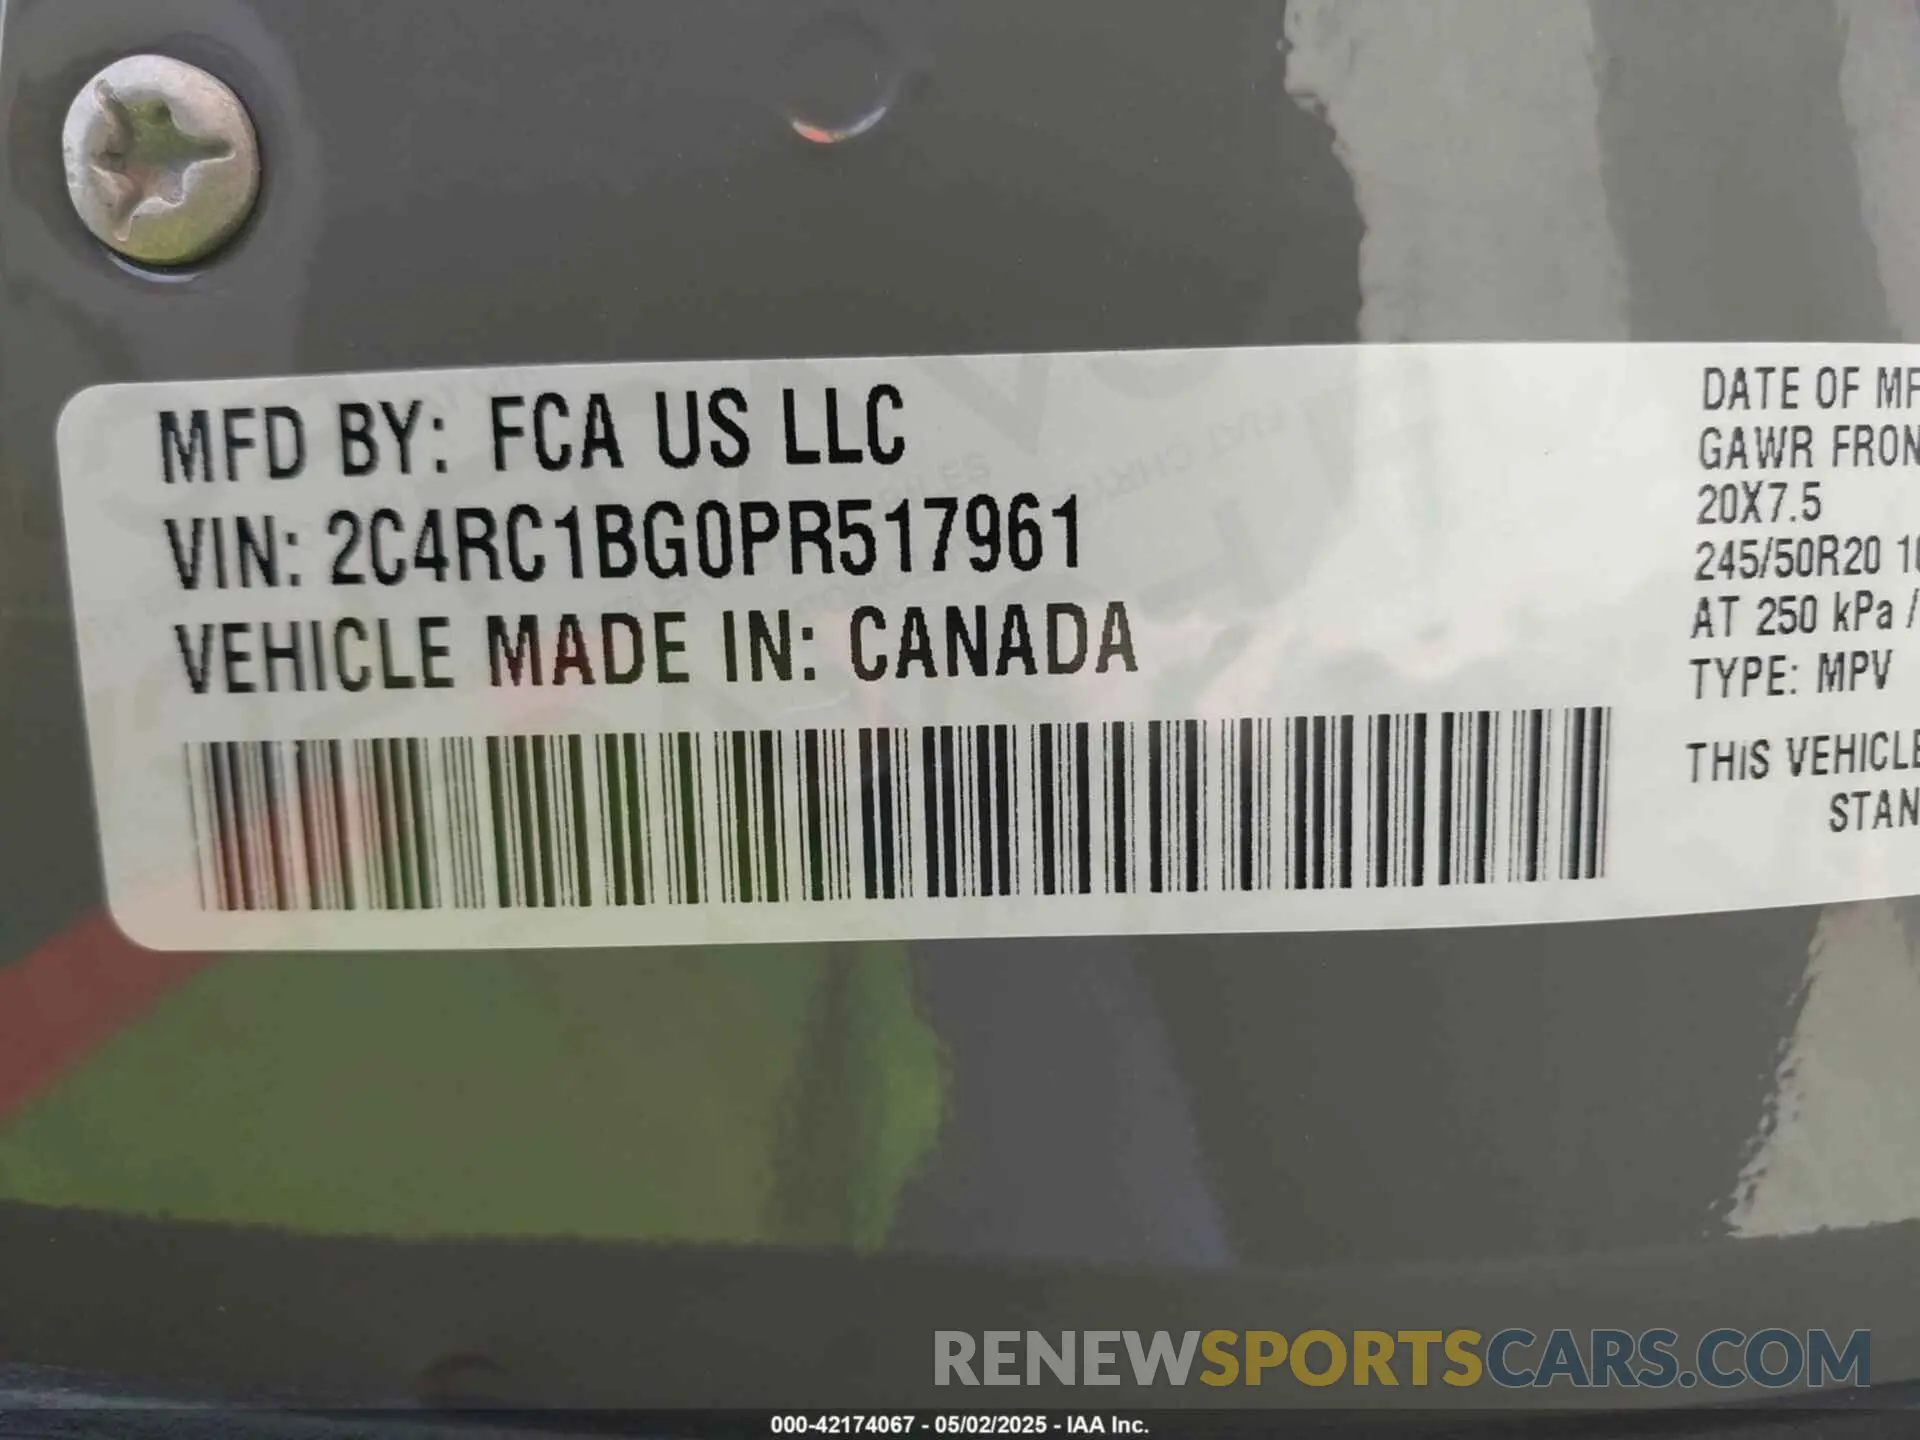 MFD BY: FCA US LLC
VIN: 2C4RC1BG0PR517961
VEHICLE MADE IN: CANADA
DATE OF MF
GAWR FRON
20X7.5
245/50R20 10
AT 250 kPa /
TYPE: MPV
THIS VEHICLE
STAN
RENEWSPORTSCARS.COM
000-42174067 - 05/02/2025 - IAA Inc.